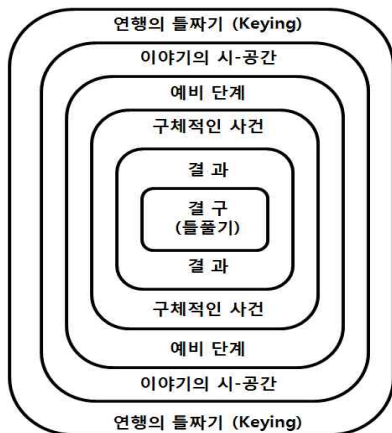 연행의 틀짜기 (Keying)
이야기의 시-공간
예비 단계
구체적인 사건
결 과
결 구
(틀풀기)
결 과
구체적인 사건
예비 단계
이야기의 시-공간
연행의 틀짜기 (Keying)